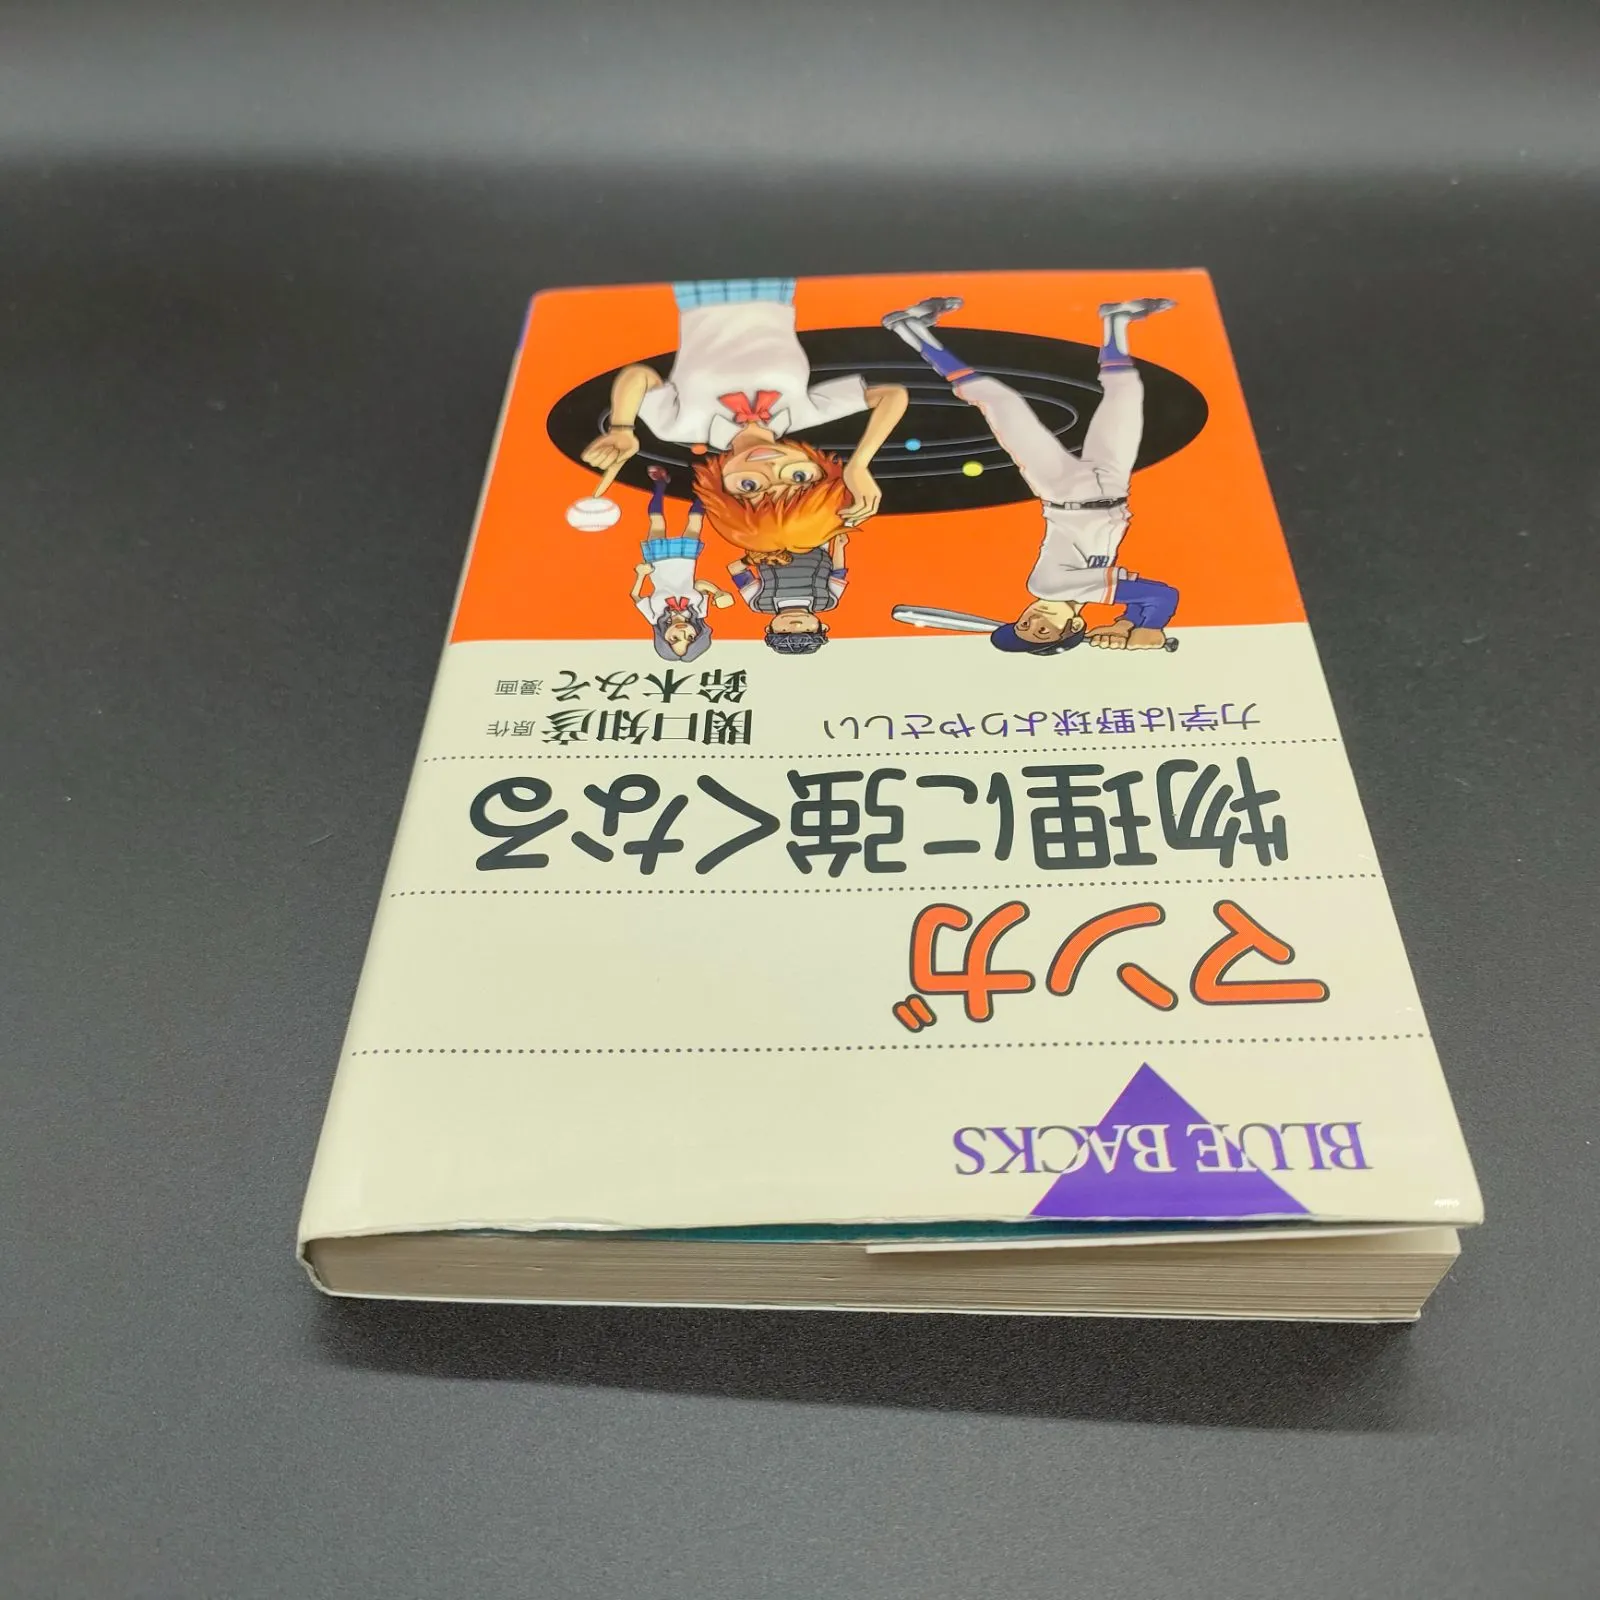 BLUE BACKS
マンガ
物理に強くなる
力学は野球よりやさしい
関口知彦 原作
鈴木みそ 漫画